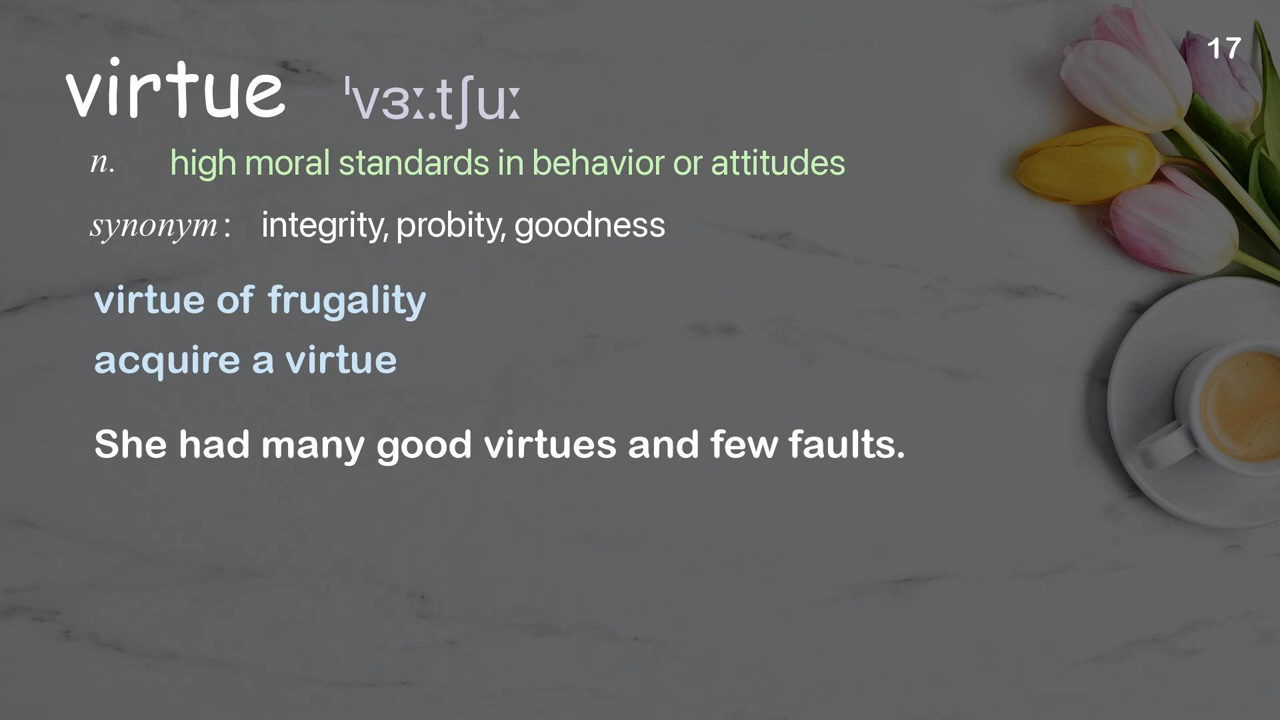 17
virtue ˈvɜː.tʃuː
n. high moral standards in behavior or attitudes
synonym: integrity, probity, goodness
virtue of frugality
acquire a virtue
She had many good virtues and few faults.